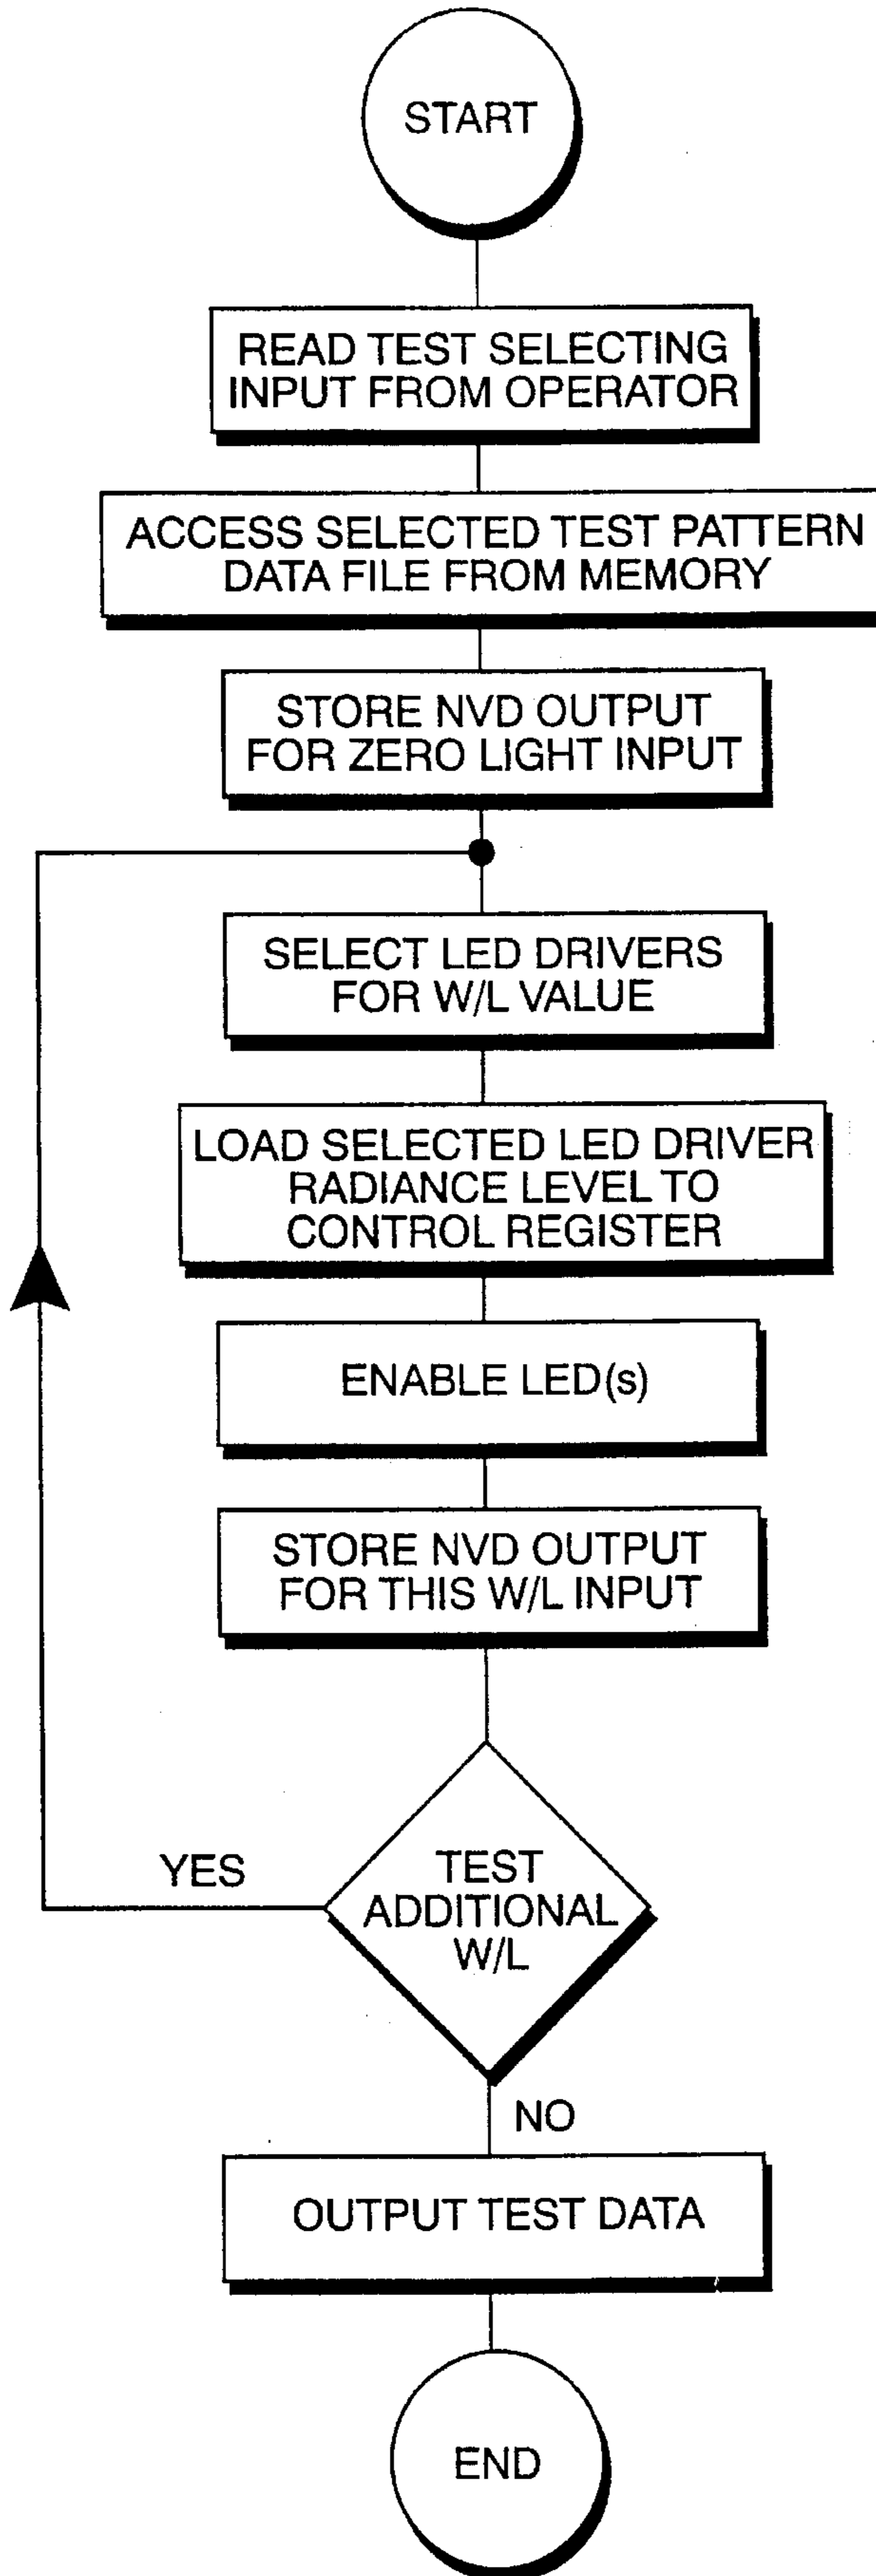 START
READ TEST SELECTING
INPUT FROM OPERATOR
ACCESS SELECTED TEST PATTERN
DATA FILE FROM MEMORY
STORE NVD OUTPUT
FOR ZERO LIGHT INPUT
SELECT LED DRIVERS
FOR W/L VALUE
LOAD SELECTED LED DRIVER
RADIANCE LEVEL TO
CONTROL REGISTER
ENABLE LED(s)
STORE NVD OUTPUT
FOR THIS W/L INPUT
YES
TEST
ADDITIONAL
W/L
NO
OUTPUT TEST DATA
END